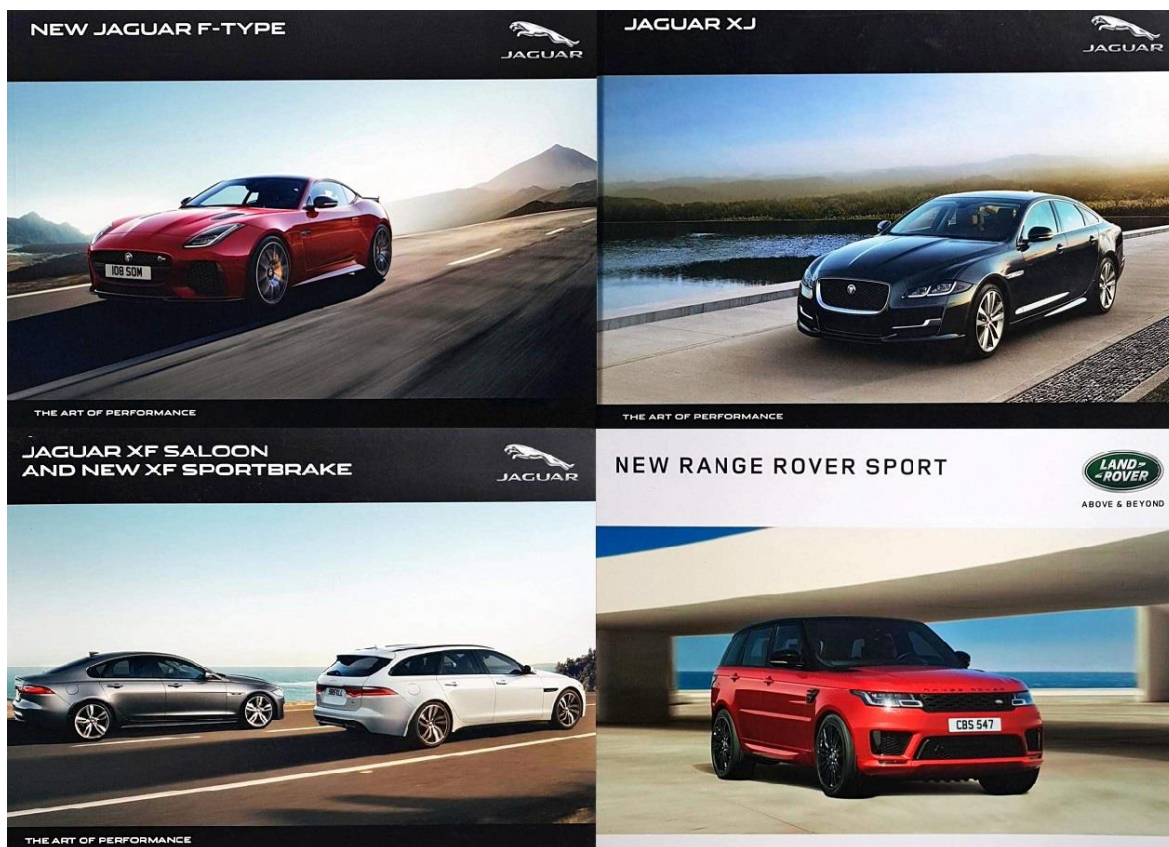 NEW JAGUAR F-TYPE
JAGUAR
108 SOM
THE ART OF PERFORMANCE
JAGUAR XJ
JAGUAR
THE ART OF PERFORMANCE
JAGUAR XF SALOON
AND NEW XF SPORTBRAKE
JAGUAR
THE ART OF PERFORMANCE
NEW RANGE ROVER SPORT
LAND
ROVER
ABOVE & BEYOND
RANGE ROVER
CBS 547